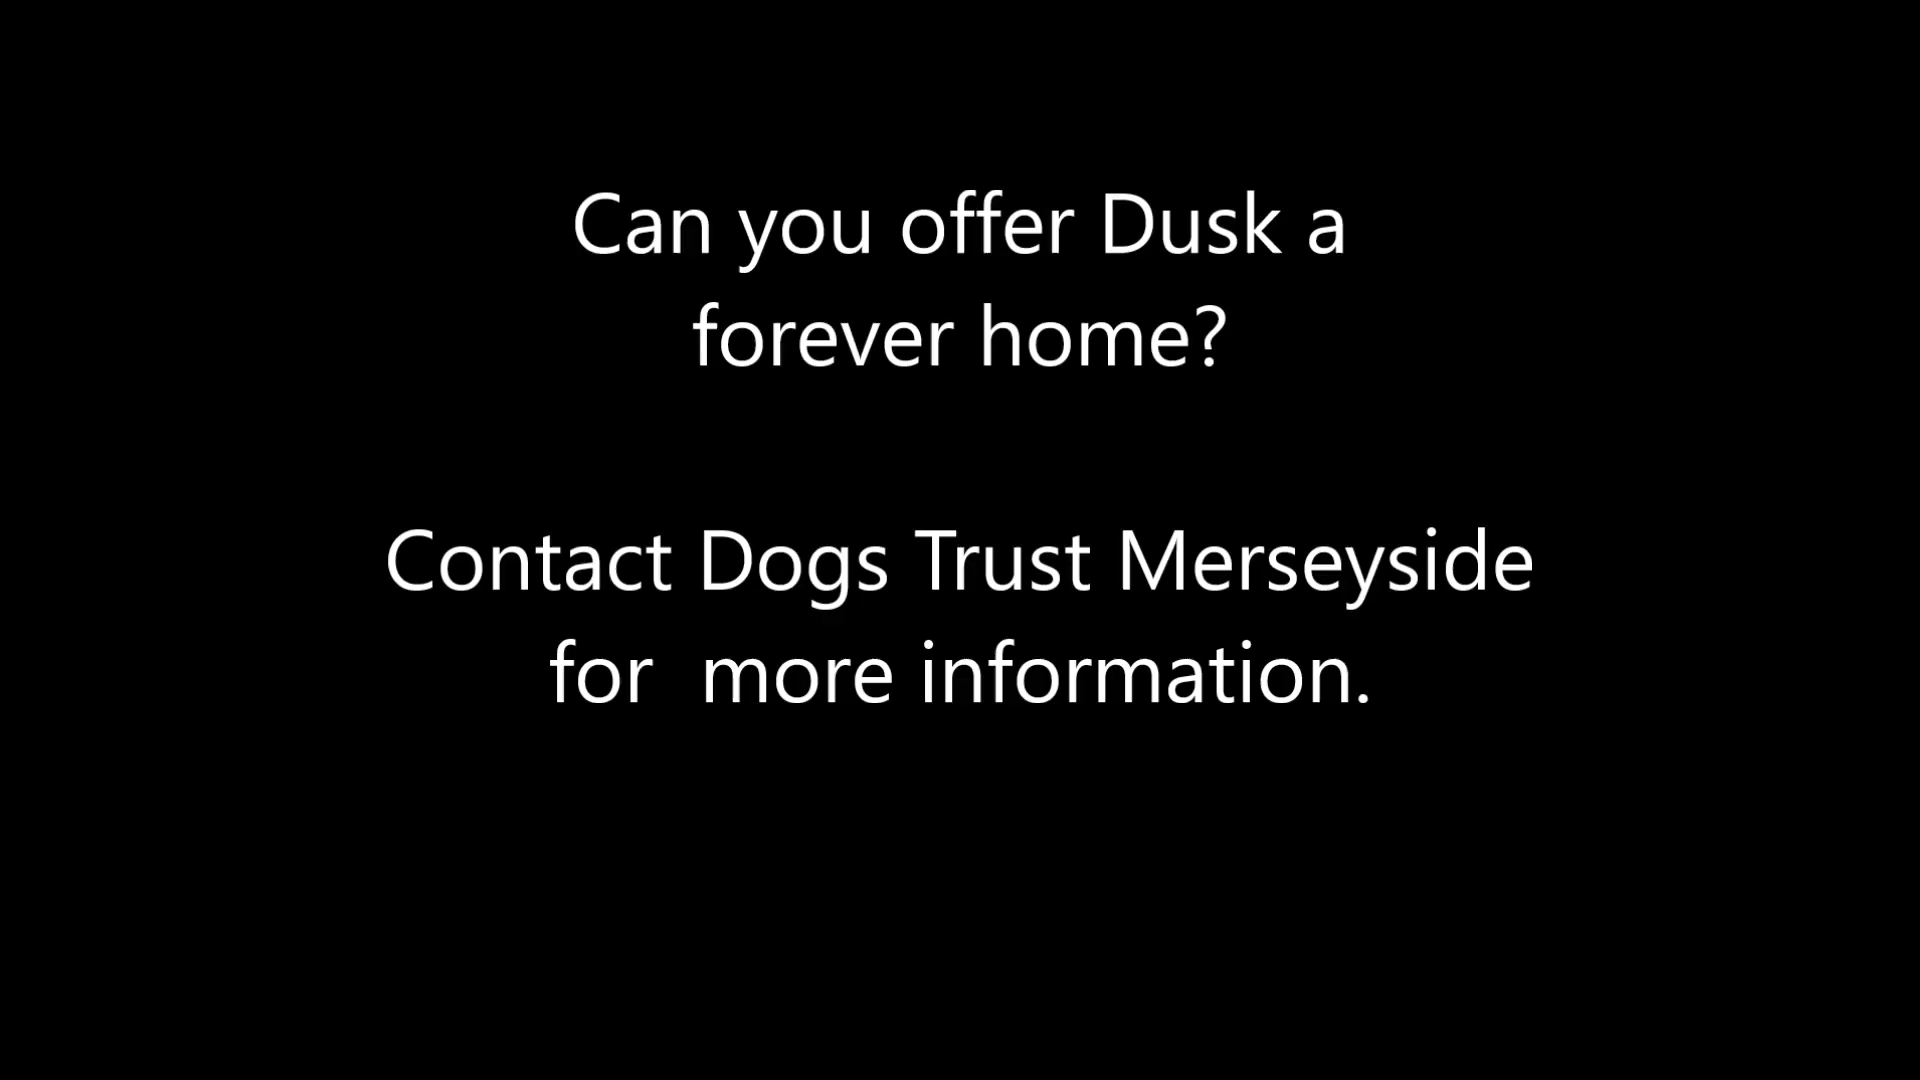 Can you offer Dusk a
forever home?
Contact Dogs Trust Merseyside
for  more information.